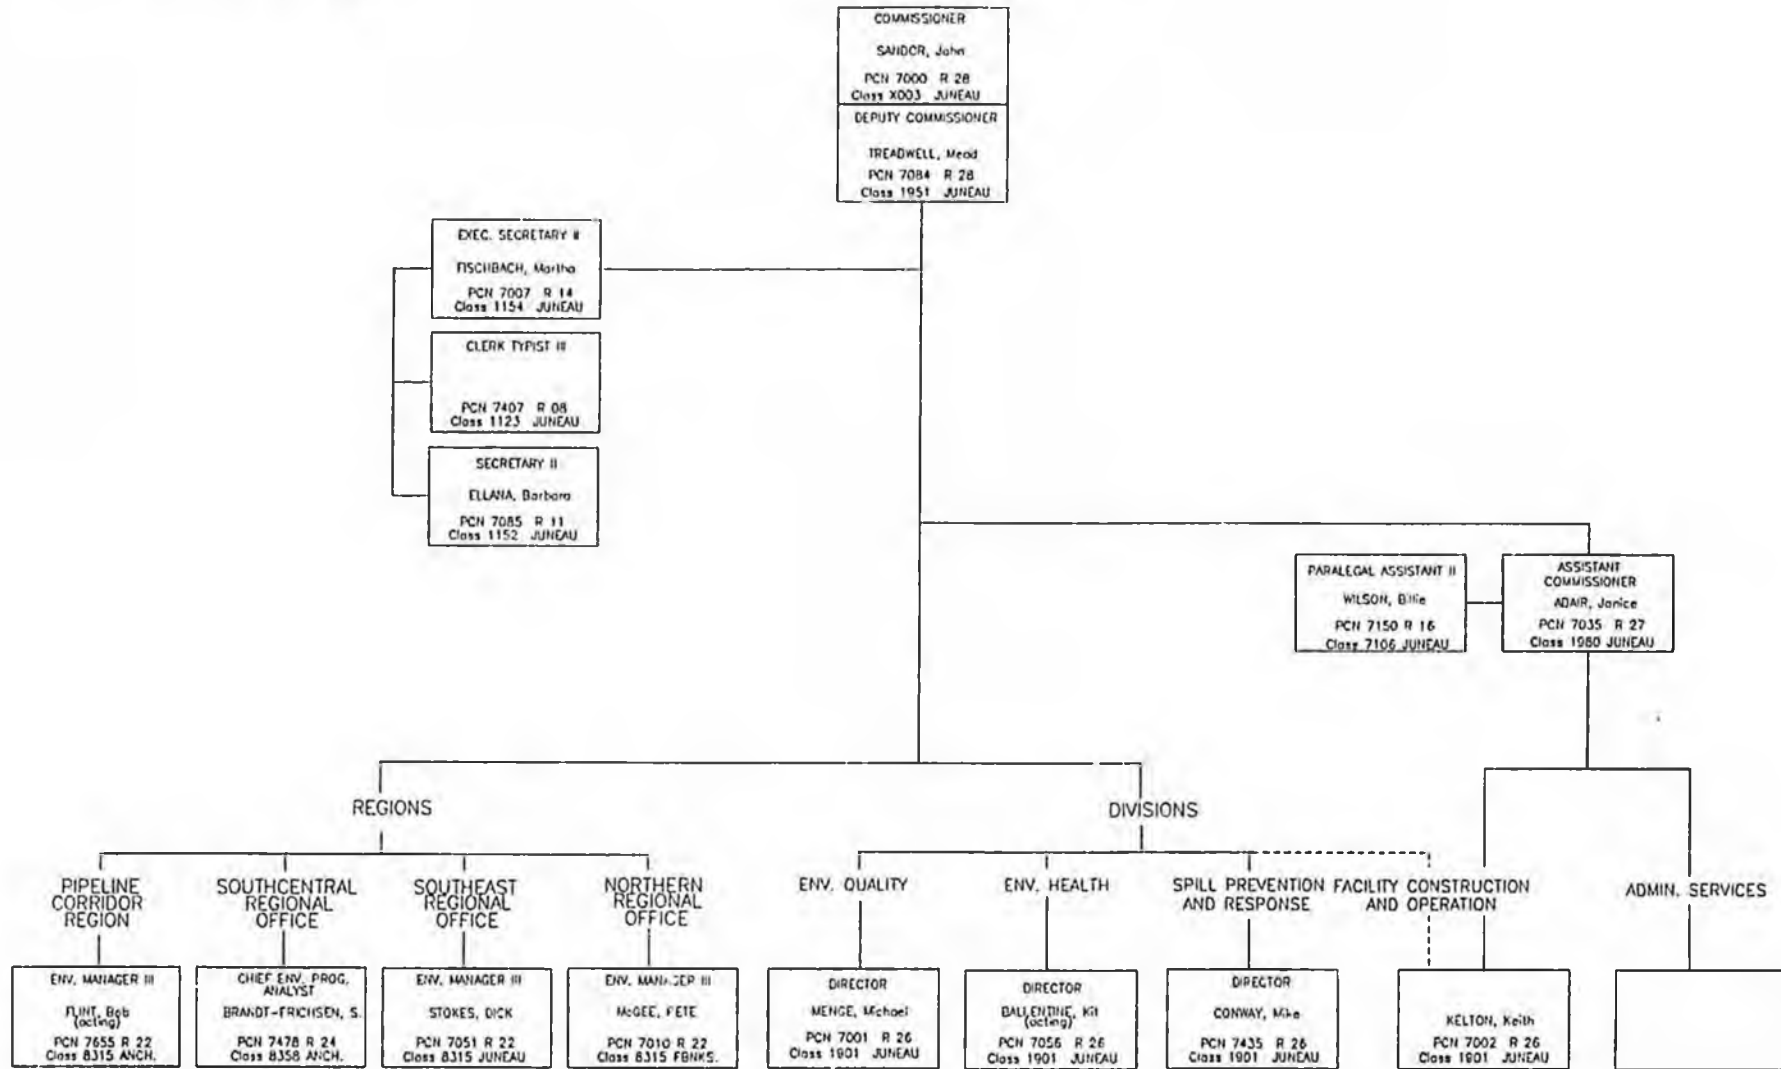 COMMISSIONER
SANDOR, John
PCN 7000 R 28
Class X003 JUNEAU
DEPUTY COMMISSIONER
TREADWELL, Mead
PCN 7084 R 28
Class 1951 JUNEAU
EXEC. SECRETARY II
FISCHBACH, Martha
PCN 7007 R 14
Class 1154 JUNEAU
CLERK TYPIST III
PCN 7407 R 08
Class 1123 JUNEAU
SECRETARY II
ELLANA, Barbara
PCN 7085 R 11
Class 1152 JUNEAU
PARALEGAL ASSISTANT II
WILSON, Billie
PCN 7150 R 16
Class 7106 JUNEAU
ASSISTANT
COMMISSIONER
ADAIR, Janice
PCN 7035 R 27
Class 1980 JUNEAU
REGIONS
DIVISIONS
PIPELINE
CORRIDOR
REGION
SOUTHCENTRAL
REGIONAL
OFFICE
SOUTHEAST
REGIONAL
OFFICE
NORTHERN
REGIONAL
OFFICE
ENV. QUALITY
ENV. HEALTH
SPILL PREVENTION
AND RESPONSE
FACILITY CONSTRUCTION
AND OPERATION
ADMIN. SERVICES
ENV. MANAGER III
FLINT, Bob
(acting)
PCN 7655 R 22
Class 8315 ANCH.
CHIEF ENV. PROG.
ANALYST
BRANDT-FRICHSEN, S.
PCN 7478 R 24
Class 8358 ANCH.
ENV. MANAGER III
STOKES, DICK
PCN 7051 R 22
Class 8315 JUNEAU
ENV. MANAGER III
McGEE, PETE
PCN 7010 R 22
Class 8315 FBNKS.
DIRECTOR
MENGE, Michael
PCN 7001 R 26
Class 1901 JUNEAU
DIRECTOR
BALLENTINE, Kit
(acting)
PCN 7056 R 26
Class 1901 JUNEAU
DIRECTOR
CONWAY, Mike
PCN 7435 R 26
Class 1901 JUNEAU
KELTON, Keith
PCN 7002 R 26
Class 1901 JUNEAU